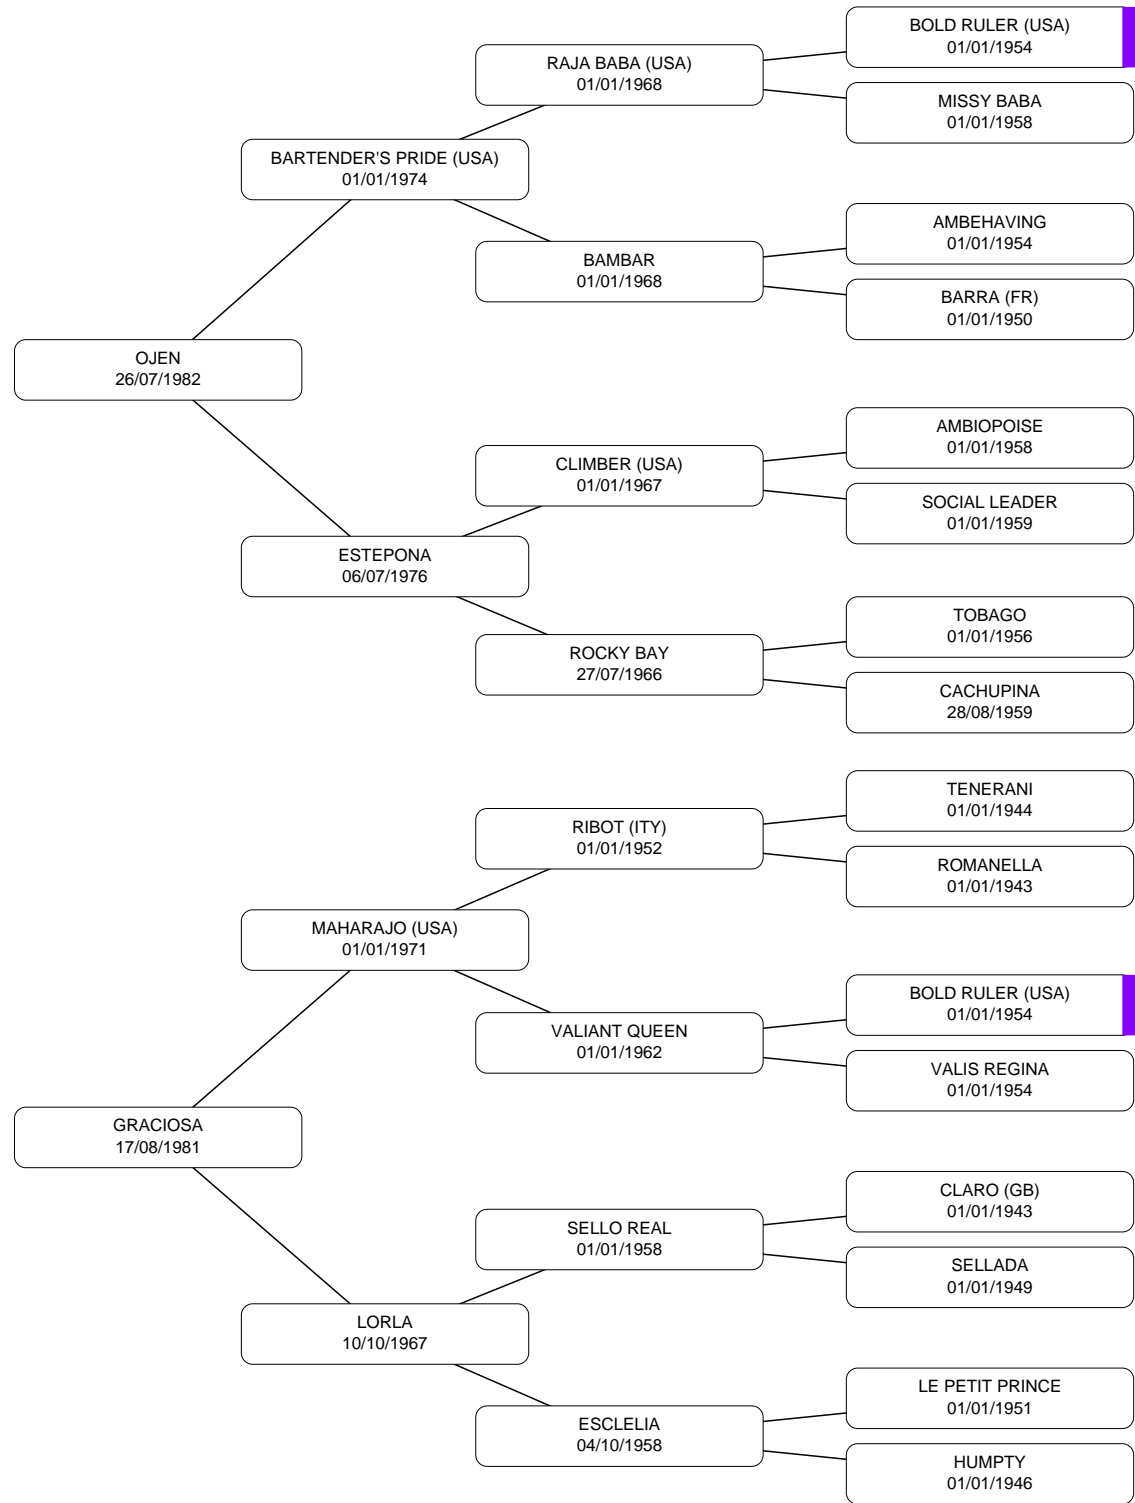 BOLD RULER (USA)
01/01/1954
RAJA BABA (USA)
01/01/1968
MISSY BABA
01/01/1958
BARTENDER'S PRIDE (USA)
01/01/1974
AMBEHAVING
01/01/1954
BAMBAR
01/01/1968
BARRA (FR)
01/01/1950
OJEN
26/07/1982
AMBIOPOISE
01/01/1958
CLIMBER (USA)
01/01/1967
SOCIAL LEADER
01/01/1959
ESTEPONA
06/07/1976
TOBAGO
01/01/1956
ROCKY BAY
27/07/1966
CACHUPINA
28/08/1959
TENERANI
01/01/1944
RIBOT (ITY)
01/01/1952
ROMANELLA
01/01/1943
MAHARAJO (USA)
01/01/1971
BOLD RULER (USA)
01/01/1954
VALIANT QUEEN
01/01/1962
VALIS REGINA
01/01/1954
GRACIOSA
17/08/1981
CLARO (GB)
01/01/1943
SELLO REAL
01/01/1958
SELLADA
01/01/1949
LORLA
10/10/1967
LE PETIT PRINCE
01/01/1951
ESCLELIA
04/10/1958
HUMPTY
01/01/1946